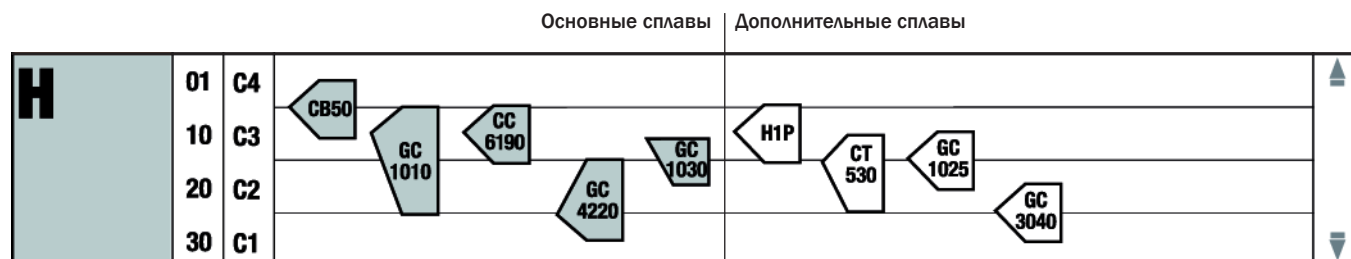 Основные сплавы Дополнительные сплавы
H
01 C4
10 C3
20 C2
30 C1
CB50
GC
1010
CC
6190
GC
4220
GC
1030
H1P
CT
530
GC
1025
GC
3040